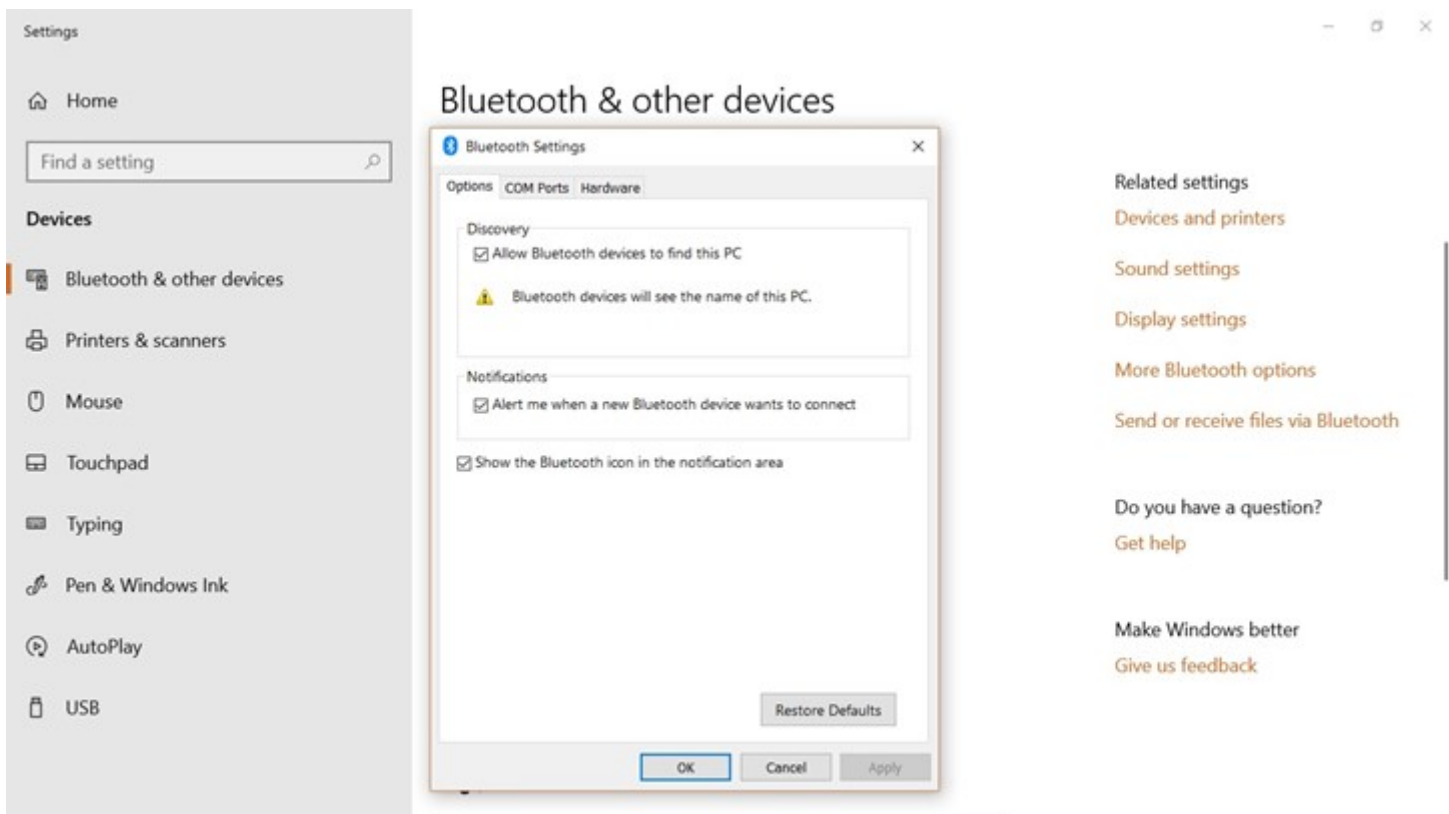 Settings
Home
Find a setting
Devices
Bluetooth & other devices
Printers & scanners
Mouse
Touchpad
Typing
Pen & Windows Ink
AutoPlay
USB
Bluetooth & other devices
Bluetooth Settings
Options COM Ports Hardware
Discovery
Allow Bluetooth devices to find this PC
Bluetooth devices will see the name of this PC.
Notifications
Alert me when a new Bluetooth device wants to connect
Show the Bluetooth icon in the notification area
Restore Defaults
OK Cancel Apply
Related settings
Devices and printers
Sound settings
Display settings
More Bluetooth options
Send or receive files via Bluetooth
Do you have a question?
Get help
Make Windows better
Give us feedback